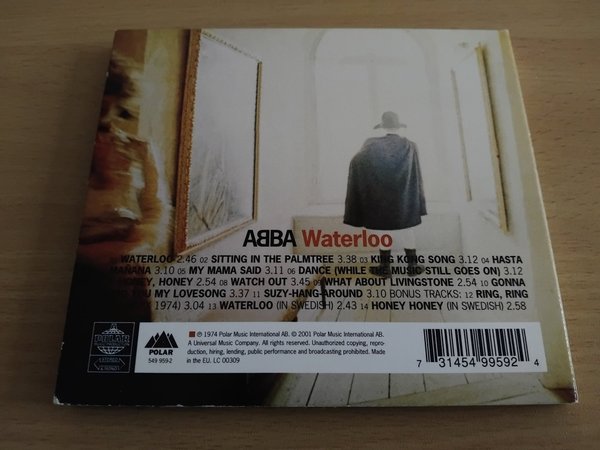 ABBA Waterloo
WATERLOO 2.46 02 SITTING IN THE PALMTREE 3.38 03 KING KONG SONG 3.12 04 HASTA
MAÑANA 3.10 05 MY MAMA SAID 3.11 06 DANCE (WHILE THE MUSIC STILL GOES ON) 3.12
HONEY, HONEY 2.54 08 WATCH OUT 3.45 09 WHAT ABOUT LIVINGSTONE 2.54 10 GONNA
YOU MY LOVESONG 3.37 11 SUZY-HANG-AROUND 3.10 BONUS TRACKS: 12 RING, RING
1974) 3.04 13 WATERLOO (IN SWEDISH) 2.43 14 HONEY HONEY (IN SWEDISH) 2.58
POLAR
POLAR
549 959-2
℗ 1974 Polar Music International AB. © 2001 Polar Music International AB.
A Universal Music Company. All rights reserved. Unauthorized copying, repro-
duction, hiring, lending, public performance and broadcasting prohibited. Made
in the EU. LC 00309
7 31454 99592 4